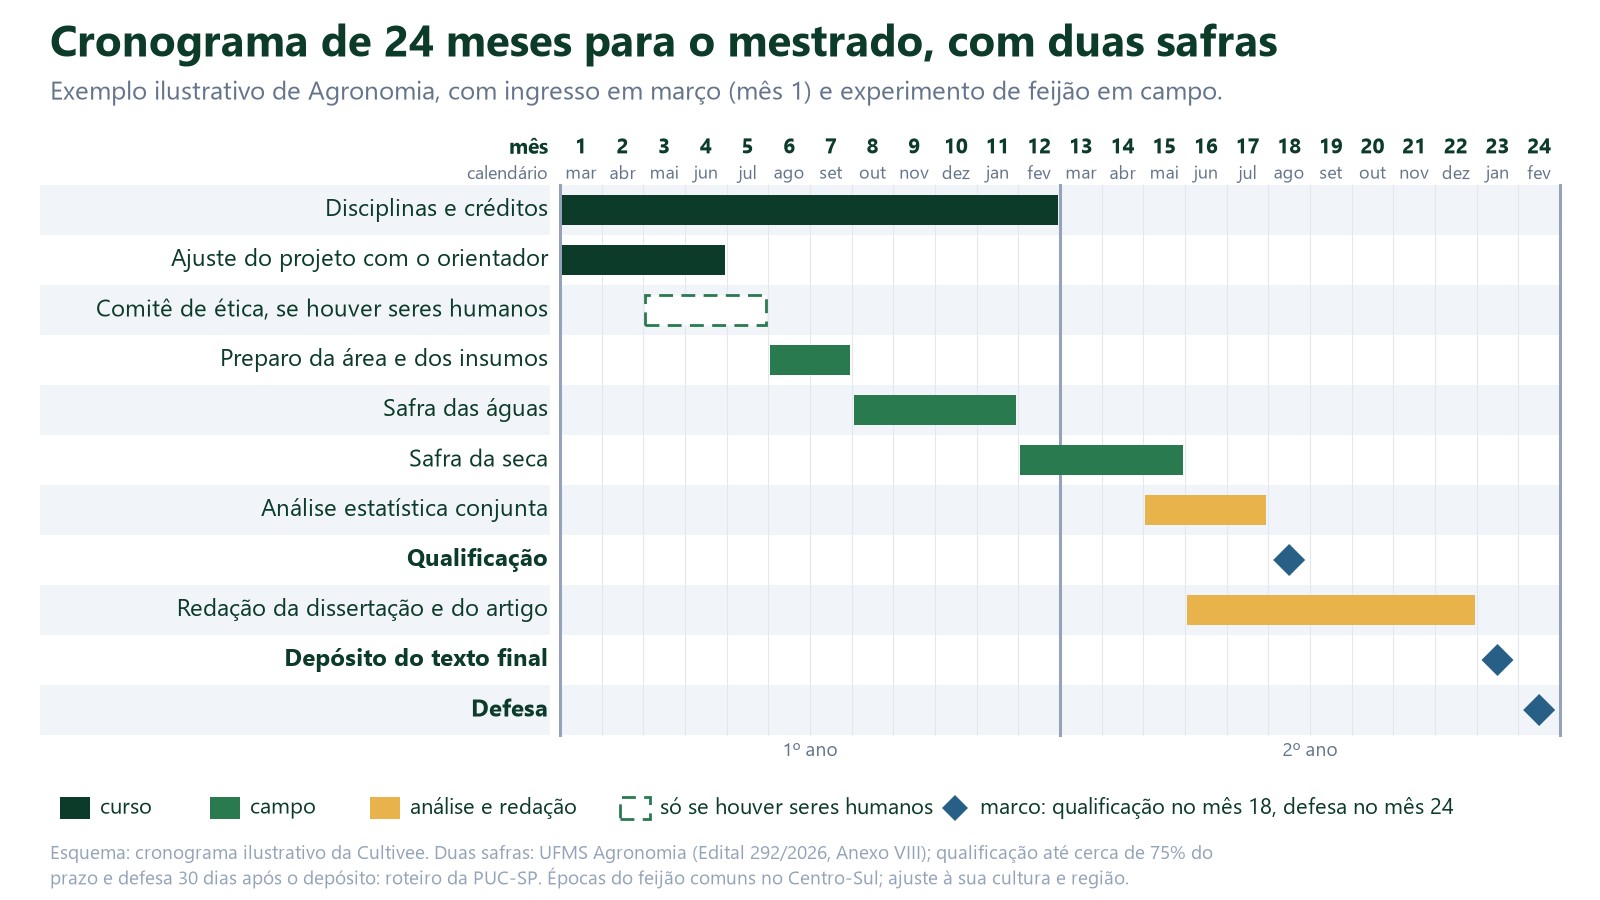 Cronograma de 24 meses para o mestrado, com duas safras
Exemplo ilustrativo de Agronomia, com ingresso em março (mês 1) e experimento de feijão em campo.
mês 1 2 3 4 5 6 7 8 9 10 11 12 13 14 15 16 17 18 19 20 21 22 23 24
calendário mar abr mai jun jul ago set out nov dez jan fev mar abr mai jun jul ago set out nov dez jan fev
Disciplinas e créditos
Ajuste do projeto com o orientador
Comitê de ética, se houver seres humanos
Preparo da área e dos insumos
Safra das águas
Safra da seca
Análise estatística conjunta
Qualificação
Redação da dissertação e do artigo
Depósito do texto final
Defesa
1º ano 2º ano
curso campo análise e redação só se houver seres humanos marco: qualificação no mês 18, defesa no mês 24
Esquema: cronograma ilustrativo da Cultivee. Duas safras: UFMS Agronomia (Edital 292/2026, Anexo VIII); qualificação até cerca de 75% do
prazo e defesa 30 dias após o depósito: roteiro da PUC-SP. Épocas do feijão comuns no Centro-Sul; ajuste à sua cultura e região.